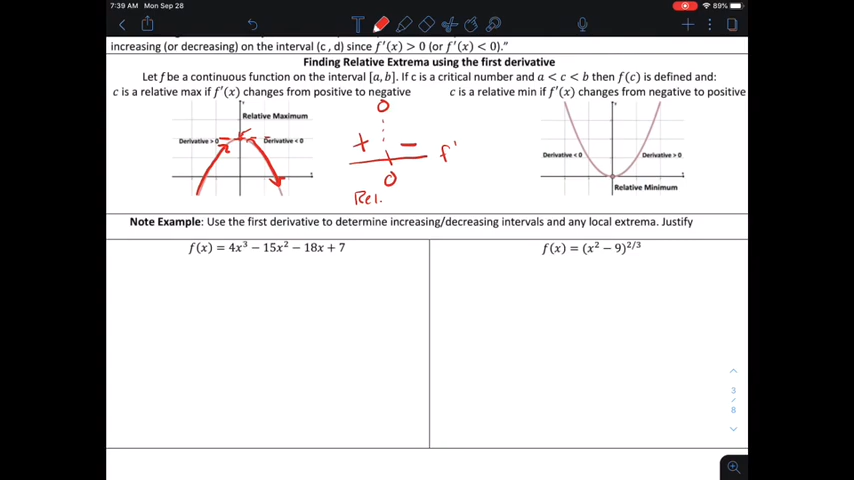 7:39 AM Mon Sep 28
89%
increasing (or decreasing) on the interval (c , d) since f′(x) > 0 (or f′(x) < 0)."
Finding Relative Extrema using the first derivative
Let f be a continuous function on the interval [a, b]. If c is a critical number and a < c < b then f(c) is defined and:
c is a relative max if f′(x) changes from positive to negative
c is a relative min if f′(x) changes from negative to positive
Relative Maximum
Derivative > 0
Derivative < 0
0
+ -
f'
0
Rel.
Derivative < 0
Derivative > 0
Relative Minimum
Note Example: Use the first derivative to determine increasing/decreasing intervals and any local extrema. Justify
f(x) = 4x³ − 15x² − 18x + 7
f(x) = (x² − 9)^{2/3}
3
/
8